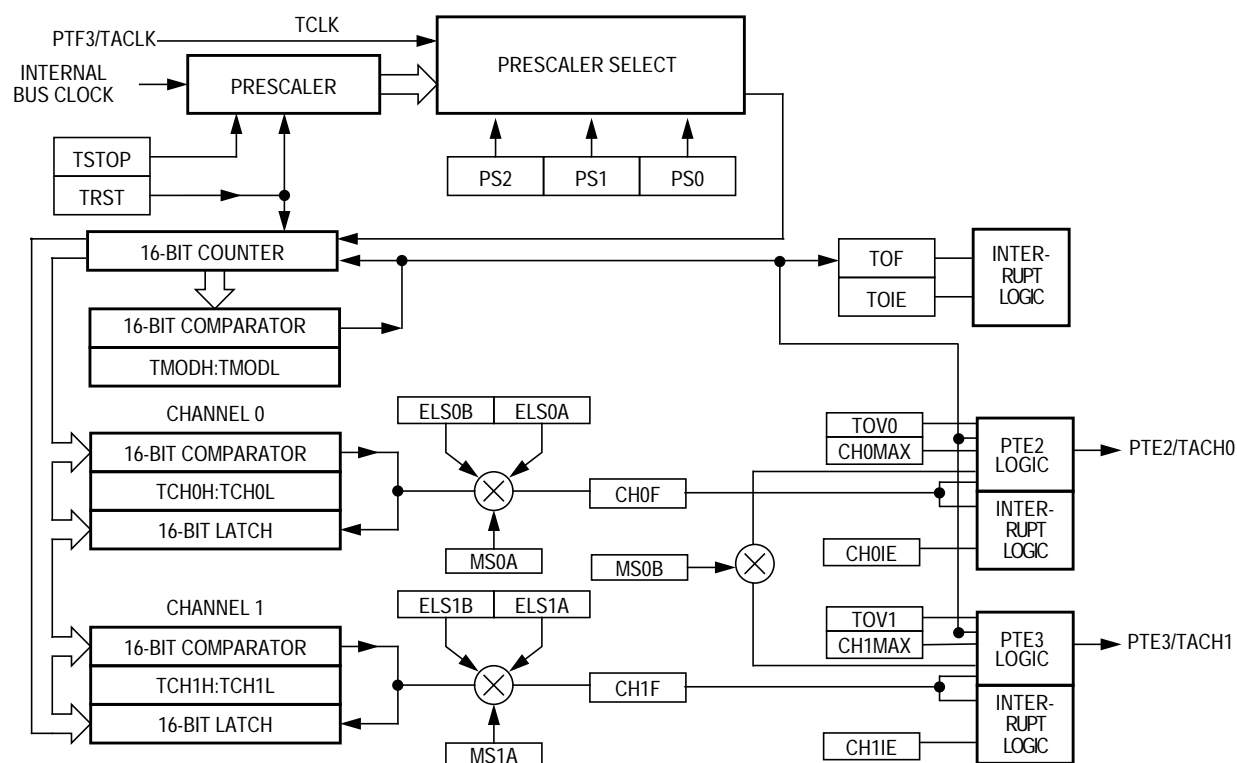 PTF3/TACLK
TCLK
PRESCALER SELECT
INTERNAL
BUS CLOCK
PRESCALER
TSTOP
TRST
PS2
PS1
PS0
16-BIT COUNTER
TOF
TOIE
INTER-
RUPT
LOGIC
16-BIT COMPARATOR
TMODH:TMODL
CHANNEL 0
ELS0B
ELS0A
16-BIT COMPARATOR
TCH0H:TCH0L
16-BIT LATCH
MS0A
CH0F
TOV0
CH0MAX
PTE2
LOGIC
PTE2/TACH0
INTER-
RUPT
LOGIC
CH0IE
MS0B
CHANNEL 1
ELS1B
ELS1A
16-BIT COMPARATOR
TCH1H:TCH1L
16-BIT LATCH
MS1A
CH1F
TOV1
CH1MAX
PTE3
LOGIC
PTE3/TACH1
INTER-
RUPT
LOGIC
CH1IE